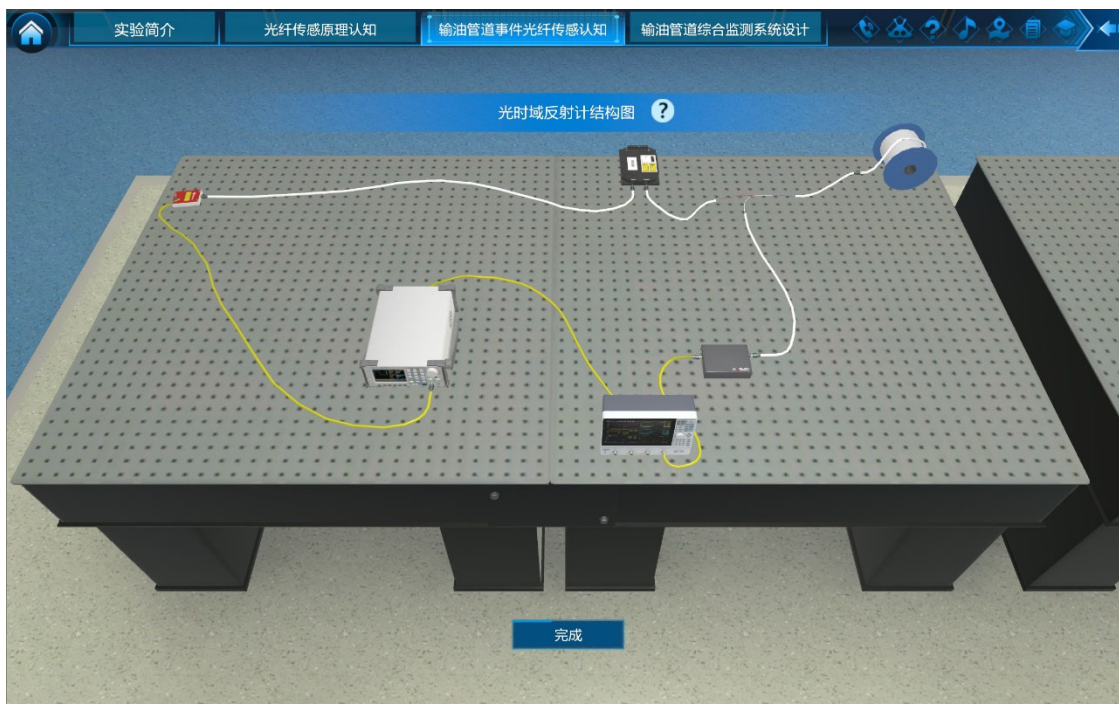 实验简介
光纤传感原理认知
输油管道事件光纤传感认知
输油管道综合监测系统设计
光时域反射计结构图 ?
完成